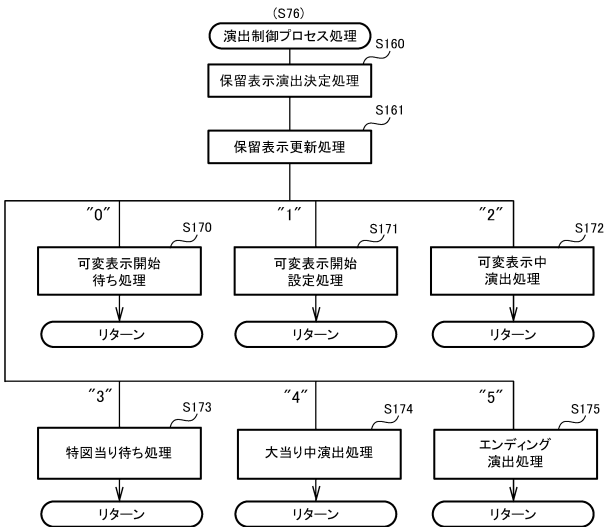 (S76)
演出制御プロセス処理
S160
保留表示演出決定処理
S161
保留表示更新処理
"0"
"1"
"2"
S170
S171
S172
可変表示開始
待ち処理
可変表示開始
設定処理
可変表示中
演出処理
リターン
リターン
リターン
"3"
"4"
"5"
S173
S174
S175
特図当り待ち処理
大当り中演出処理
エンディング
演出処理
リターン
リターン
リターン